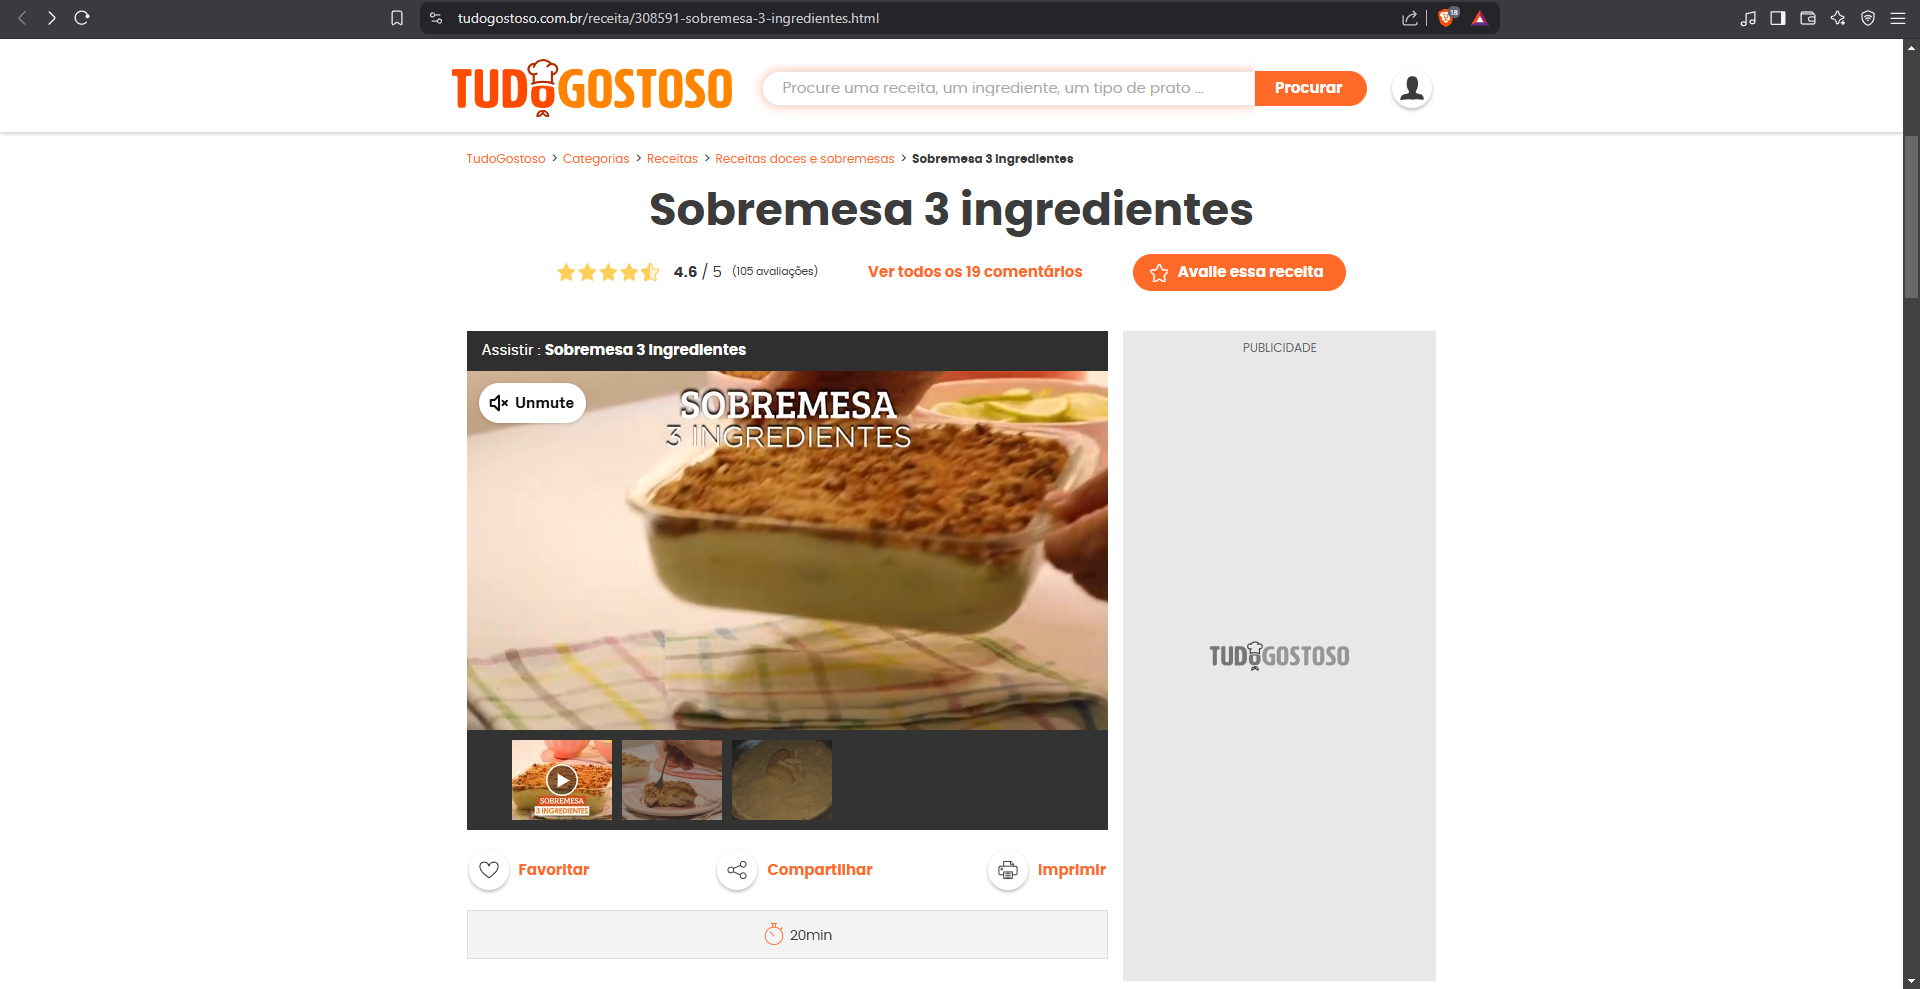 tudogostoso.com.br/receita/308591-sobremesa-3-ingredientes.html
18
TUDOGOSTOSO
Procure uma receita, um ingrediente, um tipo de prato ...
Procurar
TudoGostoso > Categorias > Receitas > Receitas doces e sobremesas > Sobremesa 3 ingredientes
Sobremesa 3 ingredientes
4.6 / 5 (105 avaliações)
Ver todos os 19 comentários
Avalie essa receita
Assistir : Sobremesa 3 ingredientes
Unmute
SOBREMESA
3 INGREDIENTES
SOBREMESA
3 INGREDIENTES
Favoritar
Compartilhar
Imprimir
20min
PUBLICIDADE
TUDOGOSTOSO